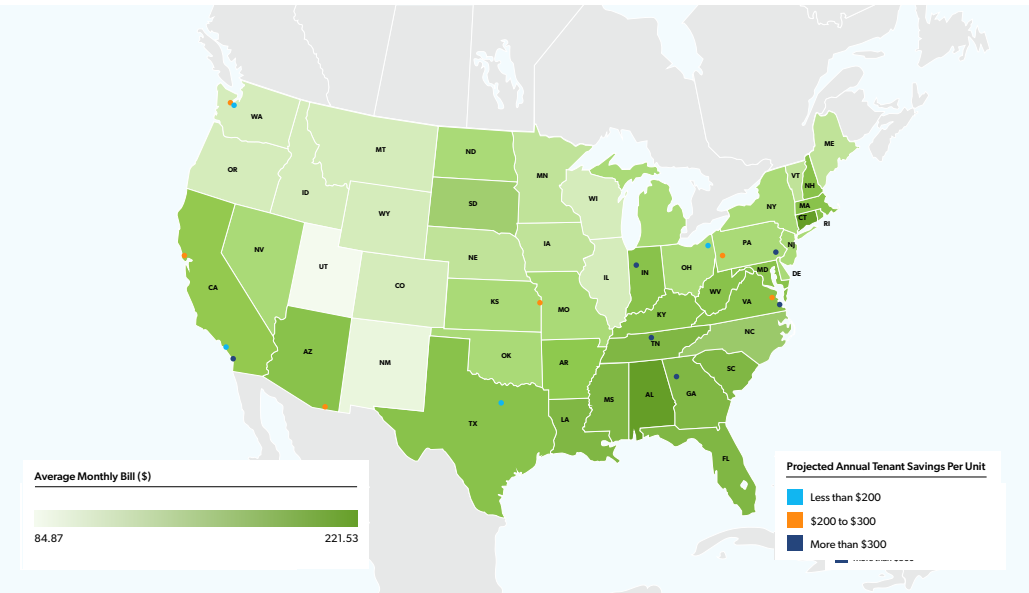 WA
ME
MT
ND
VT
OR
MN
NH
ID
SD
WI
NY
MA
WY
CT
RI
PA
NJ
NV
IA
NE
UT
OH
IN
MD
DE
CO
IL
CA
WV
VA
KS
MO
KY
NC
TN
AZ
NM
OK
AR
SC
MS
AL
GA
TX
LA
FL
Average Monthly Bill ($)
84.87
221.53
Projected Annual Tenant Savings Per Unit
Less than $200
$200 to $300
More than $300